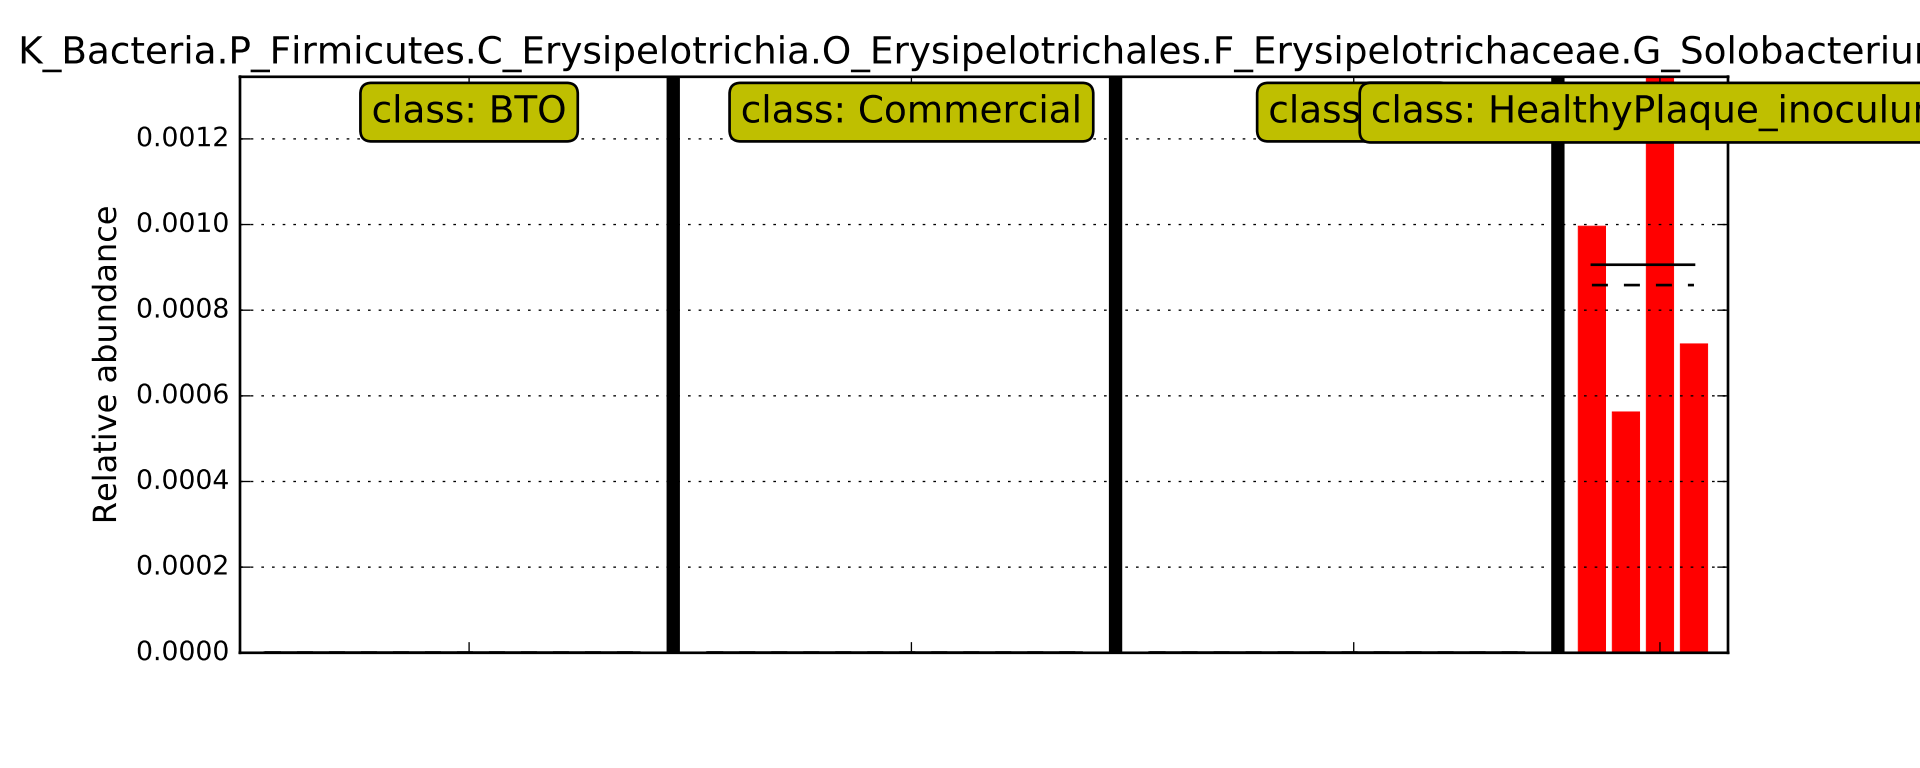 K_Bacteria.P_Firmicutes.C_Erysipelotrichia.O_Erysipelotrichales.F_Erysipelotrichaceae.G_Solobacteriu
class: BTO
class: Commercial
class
class: HealthyPlaque_inoculu
0.0012
0.0010
0.0008
0.0006
0.0004
0.0002
0.0000
Relative abundance